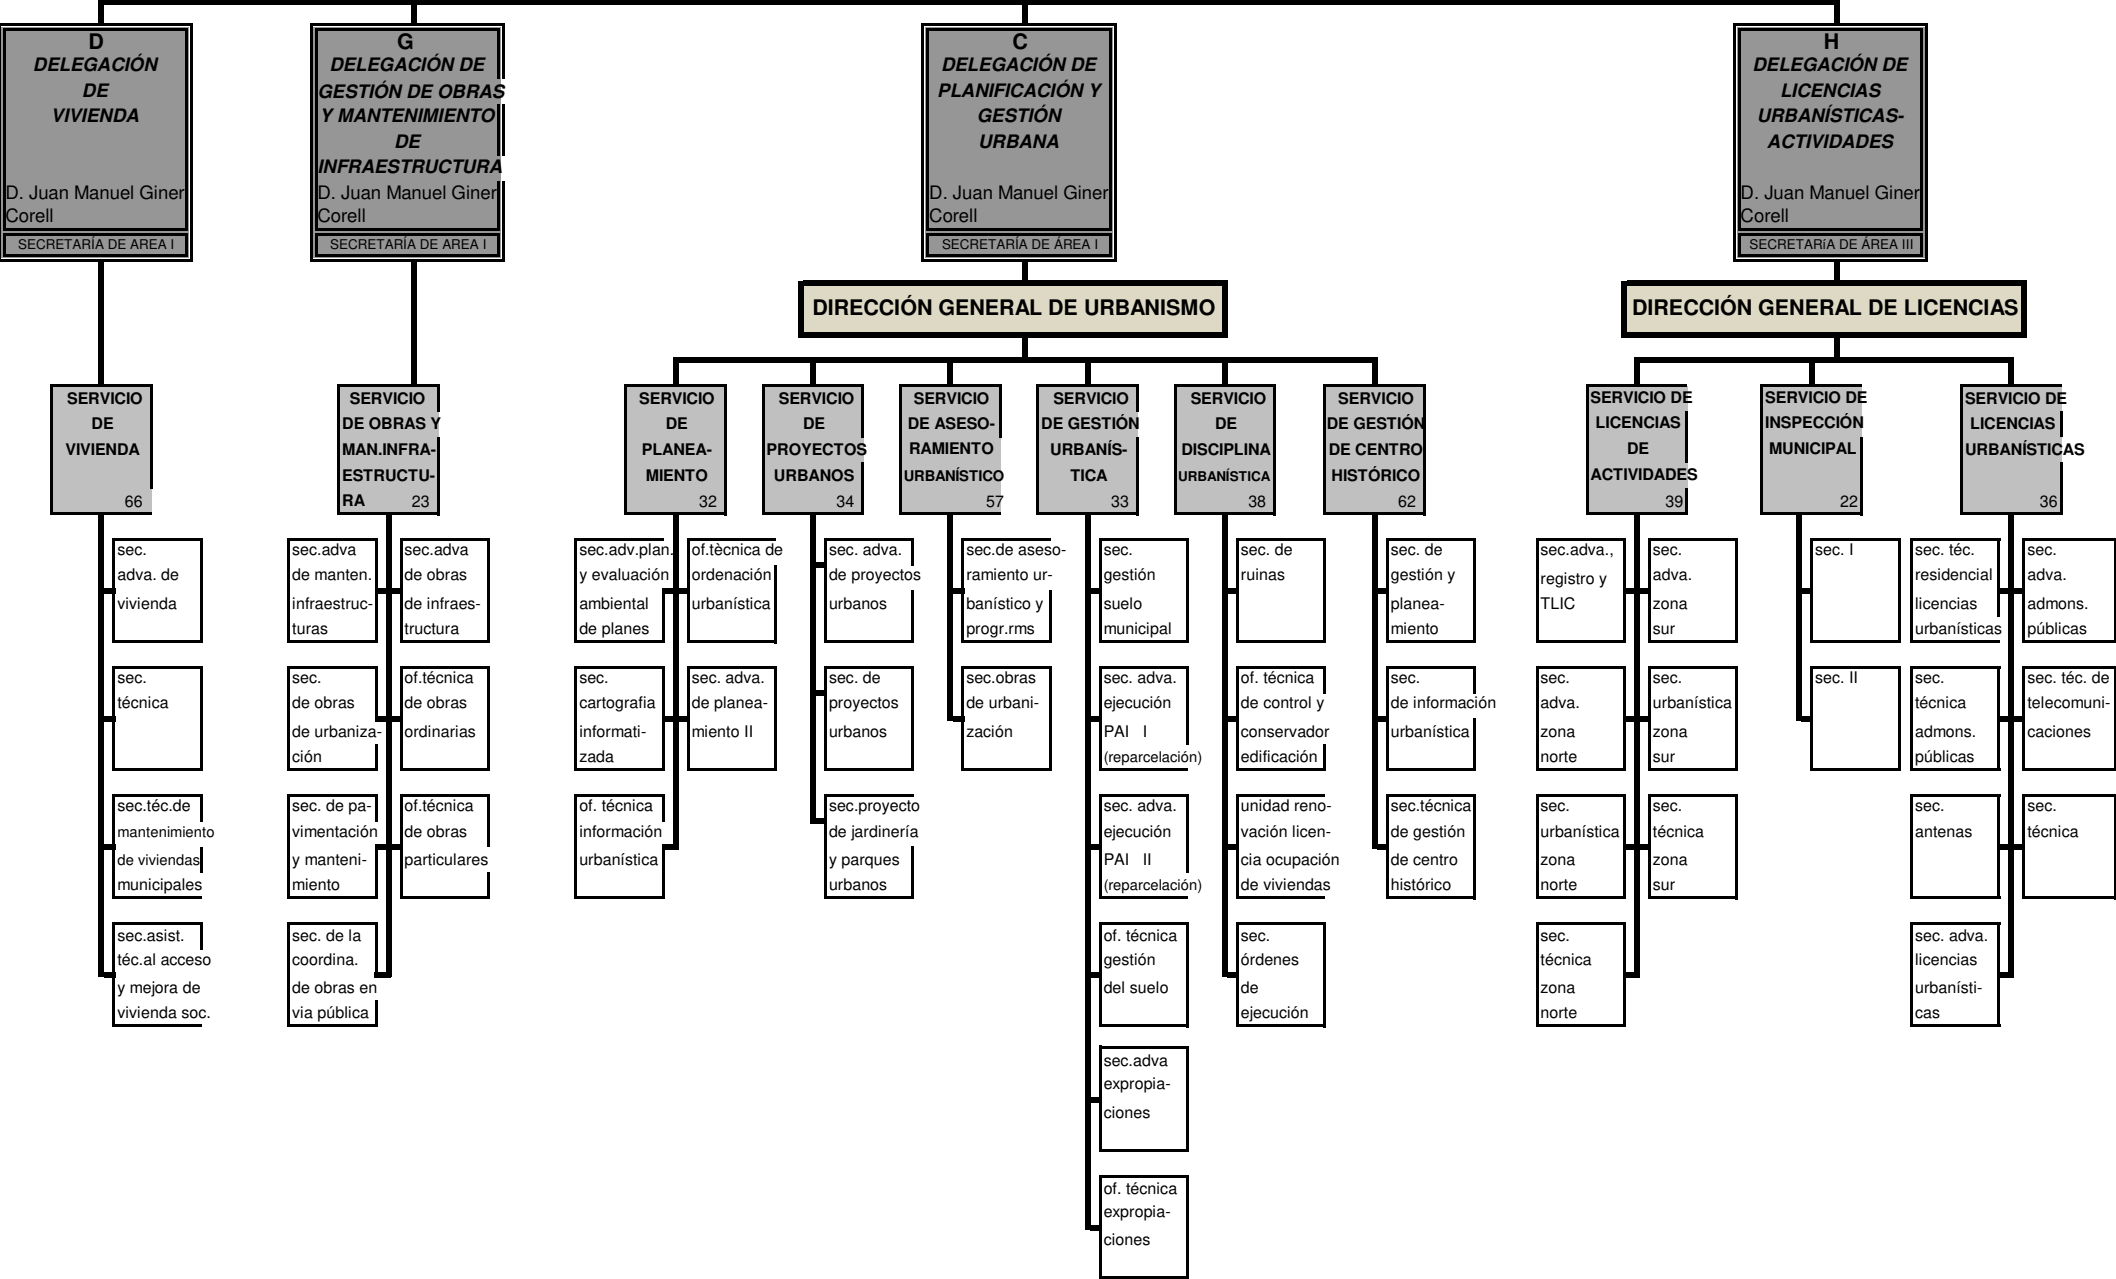 D
DELEGACIÓN
DE
VIVIENDA
D. Juan Manuel Giner
Corell
SECRETARÍA DE AREA I
G
DELEGACIÓN DE
GESTIÓN DE OBRAS
Y MANTENIMIENTO
DE
INFRAESTRUCTURA
D. Juan Manuel Giner
Corell
SECRETARÍA DE AREA I
C
DELEGACIÓN DE
PLANIFICACIÓN Y
GESTIÓN
URBANA
D. Juan Manuel Giner
Corell
SECRETARÍA DE ÁREA I
H
DELEGACIÓN DE
LICENCIAS
URBANÍSTICAS-
ACTIVIDADES
D. Juan Manuel Giner
Corell
SECRETARíA DE ÁREA III
DIRECCIÓN GENERAL DE URBANISMO
DIRECCIÓN GENERAL DE LICENCIAS
SERVICIO
DE
VIVIENDA
66
SERVICIO
DE OBRAS Y
MAN.INFRA-
ESTRUCTU-
RA 23
SERVICIO
DE
PLANEA-
MIENTO
32
SERVICIO
DE
PROYECTOS
URBANOS
34
SERVICIO
DE ASESO-
RAMIENTO
URBANÍSTICO
57
SERVICIO
DE GESTIÓN
URBANÍS-
TICA
33
SERVICIO
DE
DISCIPLINA
URBANÍSTICA
38
SERVICIO
DE GESTIÓN
DE CENTRO
HISTÓRICO
62
SERVICIO DE
LICENCIAS
DE
ACTIVIDADES
39
SERVICIO DE
INSPECCIÓN
MUNICIPAL
22
SERVICIO DE
LICENCIAS
URBANÍSTICAS
36
sec.
adva. de
vivienda
sec.
técnica
sec.téc.de
mantenimiento
de viviendas
municipales
sec.asist.
téc.al acceso
y mejora de
vivienda soc.
sec.adva
de manten.
infraestruc-
turas
sec.adva
de obras
de infraes-
tructura
sec.
de obras
de urbaniza-
ción
of.técnica
de obras
ordinarias
sec. de pa-
vimentación
y manteni-
miento
of.técnica
de obras
particulares
sec. de la
coordina.
de obras en
via pública
sec.adv.plan.
y evaluación
ambiental
de planes
of.tècnica de
ordenación
urbanística
sec.
cartografia
informati-
zada
sec. adva.
de planea-
miento II
of. técnica
información
urbanística
sec. adva.
de proyectos
urbanos
sec. de
proyectos
urbanos
sec.proyecto
de jardinería
y parques
urbanos
sec.de aseso-
ramiento ur-
banístico y
progr.rms
sec.obras
de urbani-
zación
sec.
gestión
suelo
municipal
sec. adva.
ejecución
PAI I
(reparcelación)
sec. adva.
ejecución
PAI II
(reparcelación)
of. técnica
gestión
del suelo
sec.adva
expropia-
ciones
of. técnica
expropia-
ciones
sec. de
ruinas
of. técnica
de control y
conservador
edificación
unidad reno-
vación licen-
cia ocupación
de viviendas
sec.
órdenes
de
ejecución
sec. de
gestión y
planea-
miento
sec.
de información
urbanística
sec.técnica
de gestión
de centro
histórico
sec.adva.,
registro y
TLIC
sec.
adva.
zona
sur
sec.
adva.
zona
norte
sec.
urbanística
zona
sur
sec.
urbanística
zona
norte
sec.
técnica
zona
sur
sec.
técnica
zona
norte
sec. I
sec. II
sec. téc.
residencial
licencias
urbanísticas
sec.
adva.
admons.
públicas
sec.
técnica
admons.
públicas
sec. téc. de
telecomuni-
caciones
sec.
antenas
sec.
técnica
sec. adva.
licencias
urbanísti-
cas